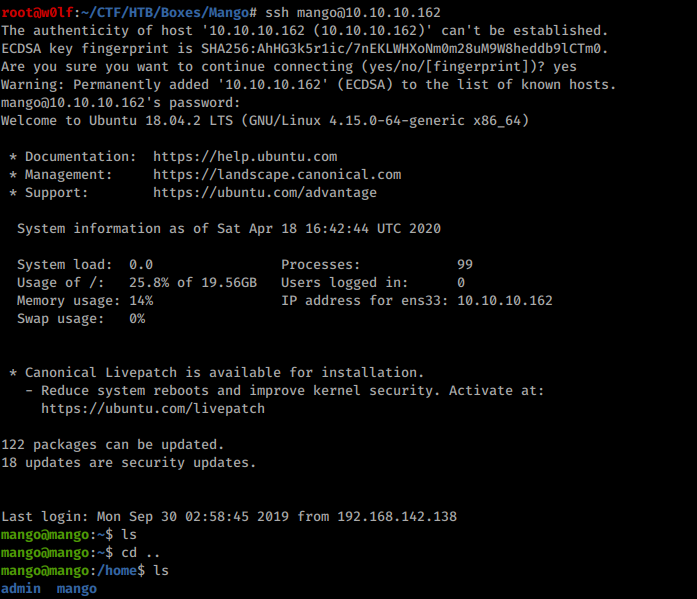 root@w0lf:~/CTF/HTB/Boxes/Mango# ssh mango@10.10.10.162
The authenticity of host '10.10.10.162 (10.10.10.162)' can't be established.
ECDSA key fingerprint is SHA256:AhHG3k5r1ic/7nEKLWHXoNm0m28uM9W8heddb9lCTm0.
Are you sure you want to continue connecting (yes/no/[fingerprint])? yes
Warning: Permanently added '10.10.10.162' (ECDSA) to the list of known hosts.
mango@10.10.10.162's password:
Welcome to Ubuntu 18.04.2 LTS (GNU/Linux 4.15.0-64-generic x86_64)

 * Documentation:  https://help.ubuntu.com
 * Management:     https://landscape.canonical.com
 * Support:        https://ubuntu.com/advantage

  System information as of Sat Apr 18 16:42:44 UTC 2020

  System load:  0.0               Processes:            99
  Usage of /:   25.8% of 19.56GB   Users logged in:      0
  Memory usage: 14%               IP address for ens33: 10.10.10.162
  Swap usage:   0%

 * Canonical Livepatch is available for installation.
   - Reduce system reboots and improve kernel security. Activate at:
     https://ubuntu.com/livepatch

122 packages can be updated.
18 updates are security updates.

Last login: Mon Sep 30 02:58:45 2019 from 192.168.142.138
mango@mango:~$ ls
mango@mango:~$ cd ..
mango@mango:/home$ ls
admin  mango